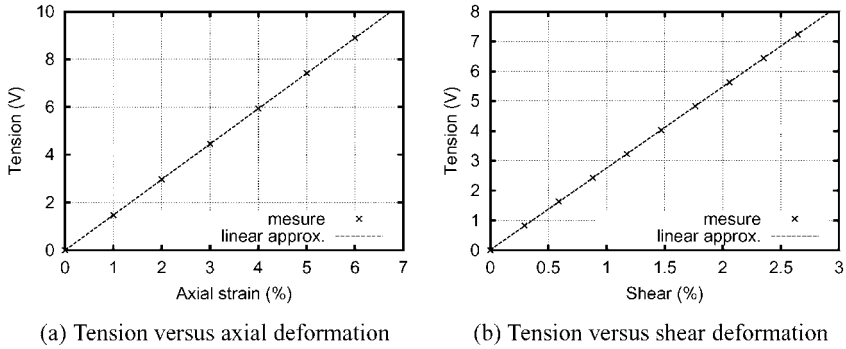 10
8
6
4
2
0
Tension (V)
mesure
linear approx.
0 1 2 3 4 5 6 7
Axial strain (%)
(a) Tension versus axial deformation
8
7
6
5
4
3
2
1
0
Tension (V)
mesure
linear approx.
0 0.5 1 1.5 2 2.5 3
Shear (%)
(b) Tension versus shear deformation